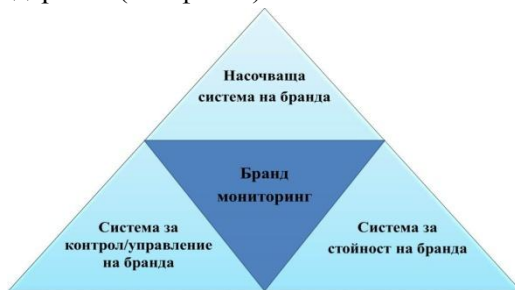 Насочваща
система на бранда
Бранд
мониторинг
Система за
контрол/управление
на бранда
Система за
стойност на бранда